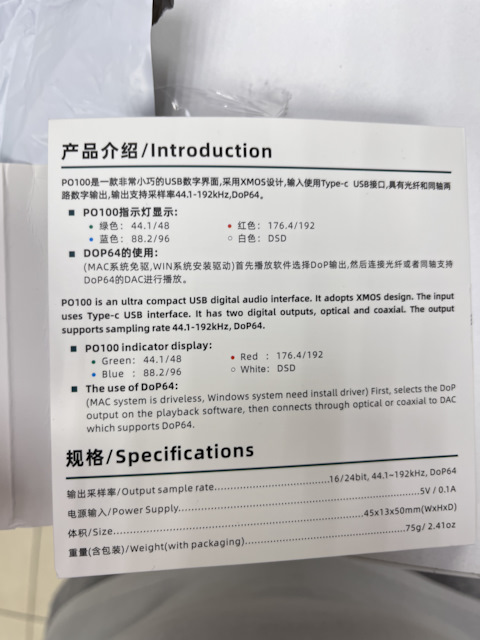 产品介绍/Introduction
PO100是一款非常小巧的USB数字界面,采用XMOS设计,输入使用Type-c USB接口,具有光纤和同轴两
路数字输出,输出支持采样率44.1-192kHz,DoP64。
■ PO100指示灯显示:
• 绿色: 44.1/48 • 红色: 176.4/192
• 蓝色: 88.2/96 ○ 白色: DSD
■ DOP64的使用:
(MAC系统免驱,WIN系统安装驱动)首先播放软件选择DoP输出,然后连接光纤或者同轴支持
DoP64的DAC进行播放。
PO100 is an ultra compact USB digital audio interface. It adopts XMOS design. The input
uses Type-c USB interface. It has two digital outputs, optical and coaxial. The output
supports sampling rate 44.1-192kHz, DoP64.
■ PO100 indicator display:
• Green: 44.1/48 • Red : 176.4/192
• Blue : 88.2/96 ○ White: DSD
■ The use of DoP64:
(MAC system is driveless, Windows system need install driver) First, selects the DoP
output on the playback software, then connects through optical or coaxial to DAC
which supports DoP64.
规格/Specifications
输出采样率/Output sample rate........................16/24bit, 44.1~192kHz, DoP64
电源输入/Power Supply........................5V / 0.1A
体积/Size........................45x13x50mm(WxHxD)
重量(含包装)/Weight(with packaging)........................75g/ 2.41oz